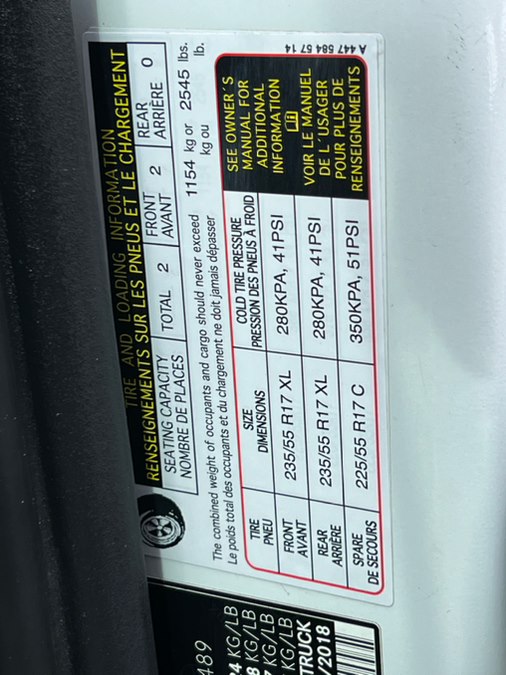 TIRE AND LOADING INFORMATION
RENSEIGNEMENTS SUR LES PNEUS ET LE CHARGEMENT
SEATING CAPACITY TOTAL 2 FRONT 2 REAR 0
NOMBRE DE PLACES AVANT ARRIÈRE
The combined weight of occupants and cargo should never exceed 1154 kg or 2545 lbs.
Le poids total des occupants et du chargement ne doit jamais dépasser kg ou lb.
TIRE SIZE COLD TIRE PRESSURE
PNEU DIMENSIONS PRESSION DES PNEUS À FROID
FRONT 235/55 R17 XL 280KPA, 41PSI
AVANT
REAR 235/55 R17 XL 280KPA, 41PSI
ARRIÈRE
SPARE 225/55 R17 C 350KPA, 51PSI
DE SECOURS
SEE OWNER'S
MANUAL FOR
ADDITIONAL
INFORMATION
VOIR LE MANUEL
DE L'USAGER
POUR PLUS DE
RENSEIGNEMENTS
A 447 584 57 14
489
KG/LB
KG/LB
KG/LB
KG/LB
TRUCK
/2018